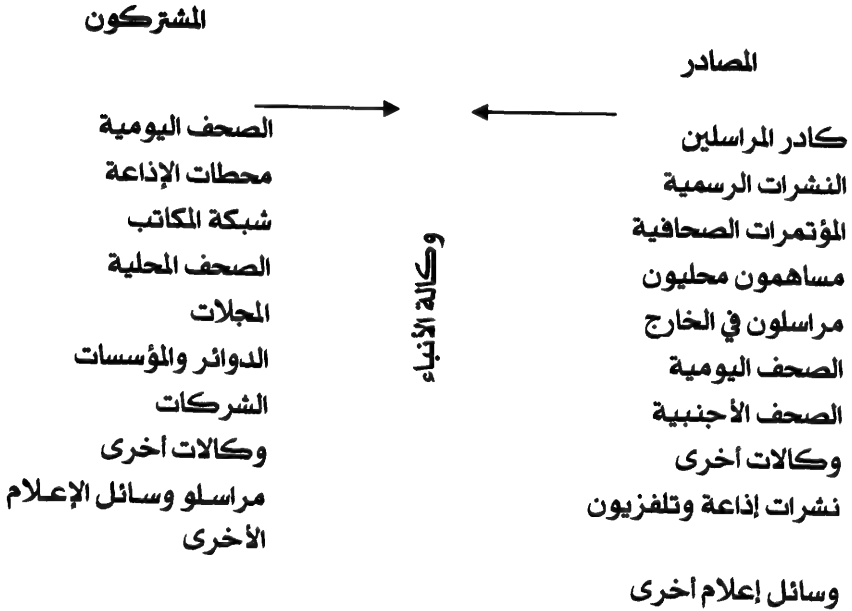 المصادر
كادر المراسلين
النشرات الرسمية
المؤتمرات الصحافية
مساهمون محليون
مراسلون في الخارج
الصحف اليومية
الصحف الأجنبية
وكالات أخرى
نشرات إذاعة وتلفزيون
وسائل إعلام أخرى
وكالة الأنباء
المشتركون
الصحف اليومية
محطات الإذاعة
شبكة المكاتب
الصحف المحلية
المجلات
الدوائر والمؤسسات
الشركات
وكالات أخرى
مراسلو وسائل الإعلام
الأخرى